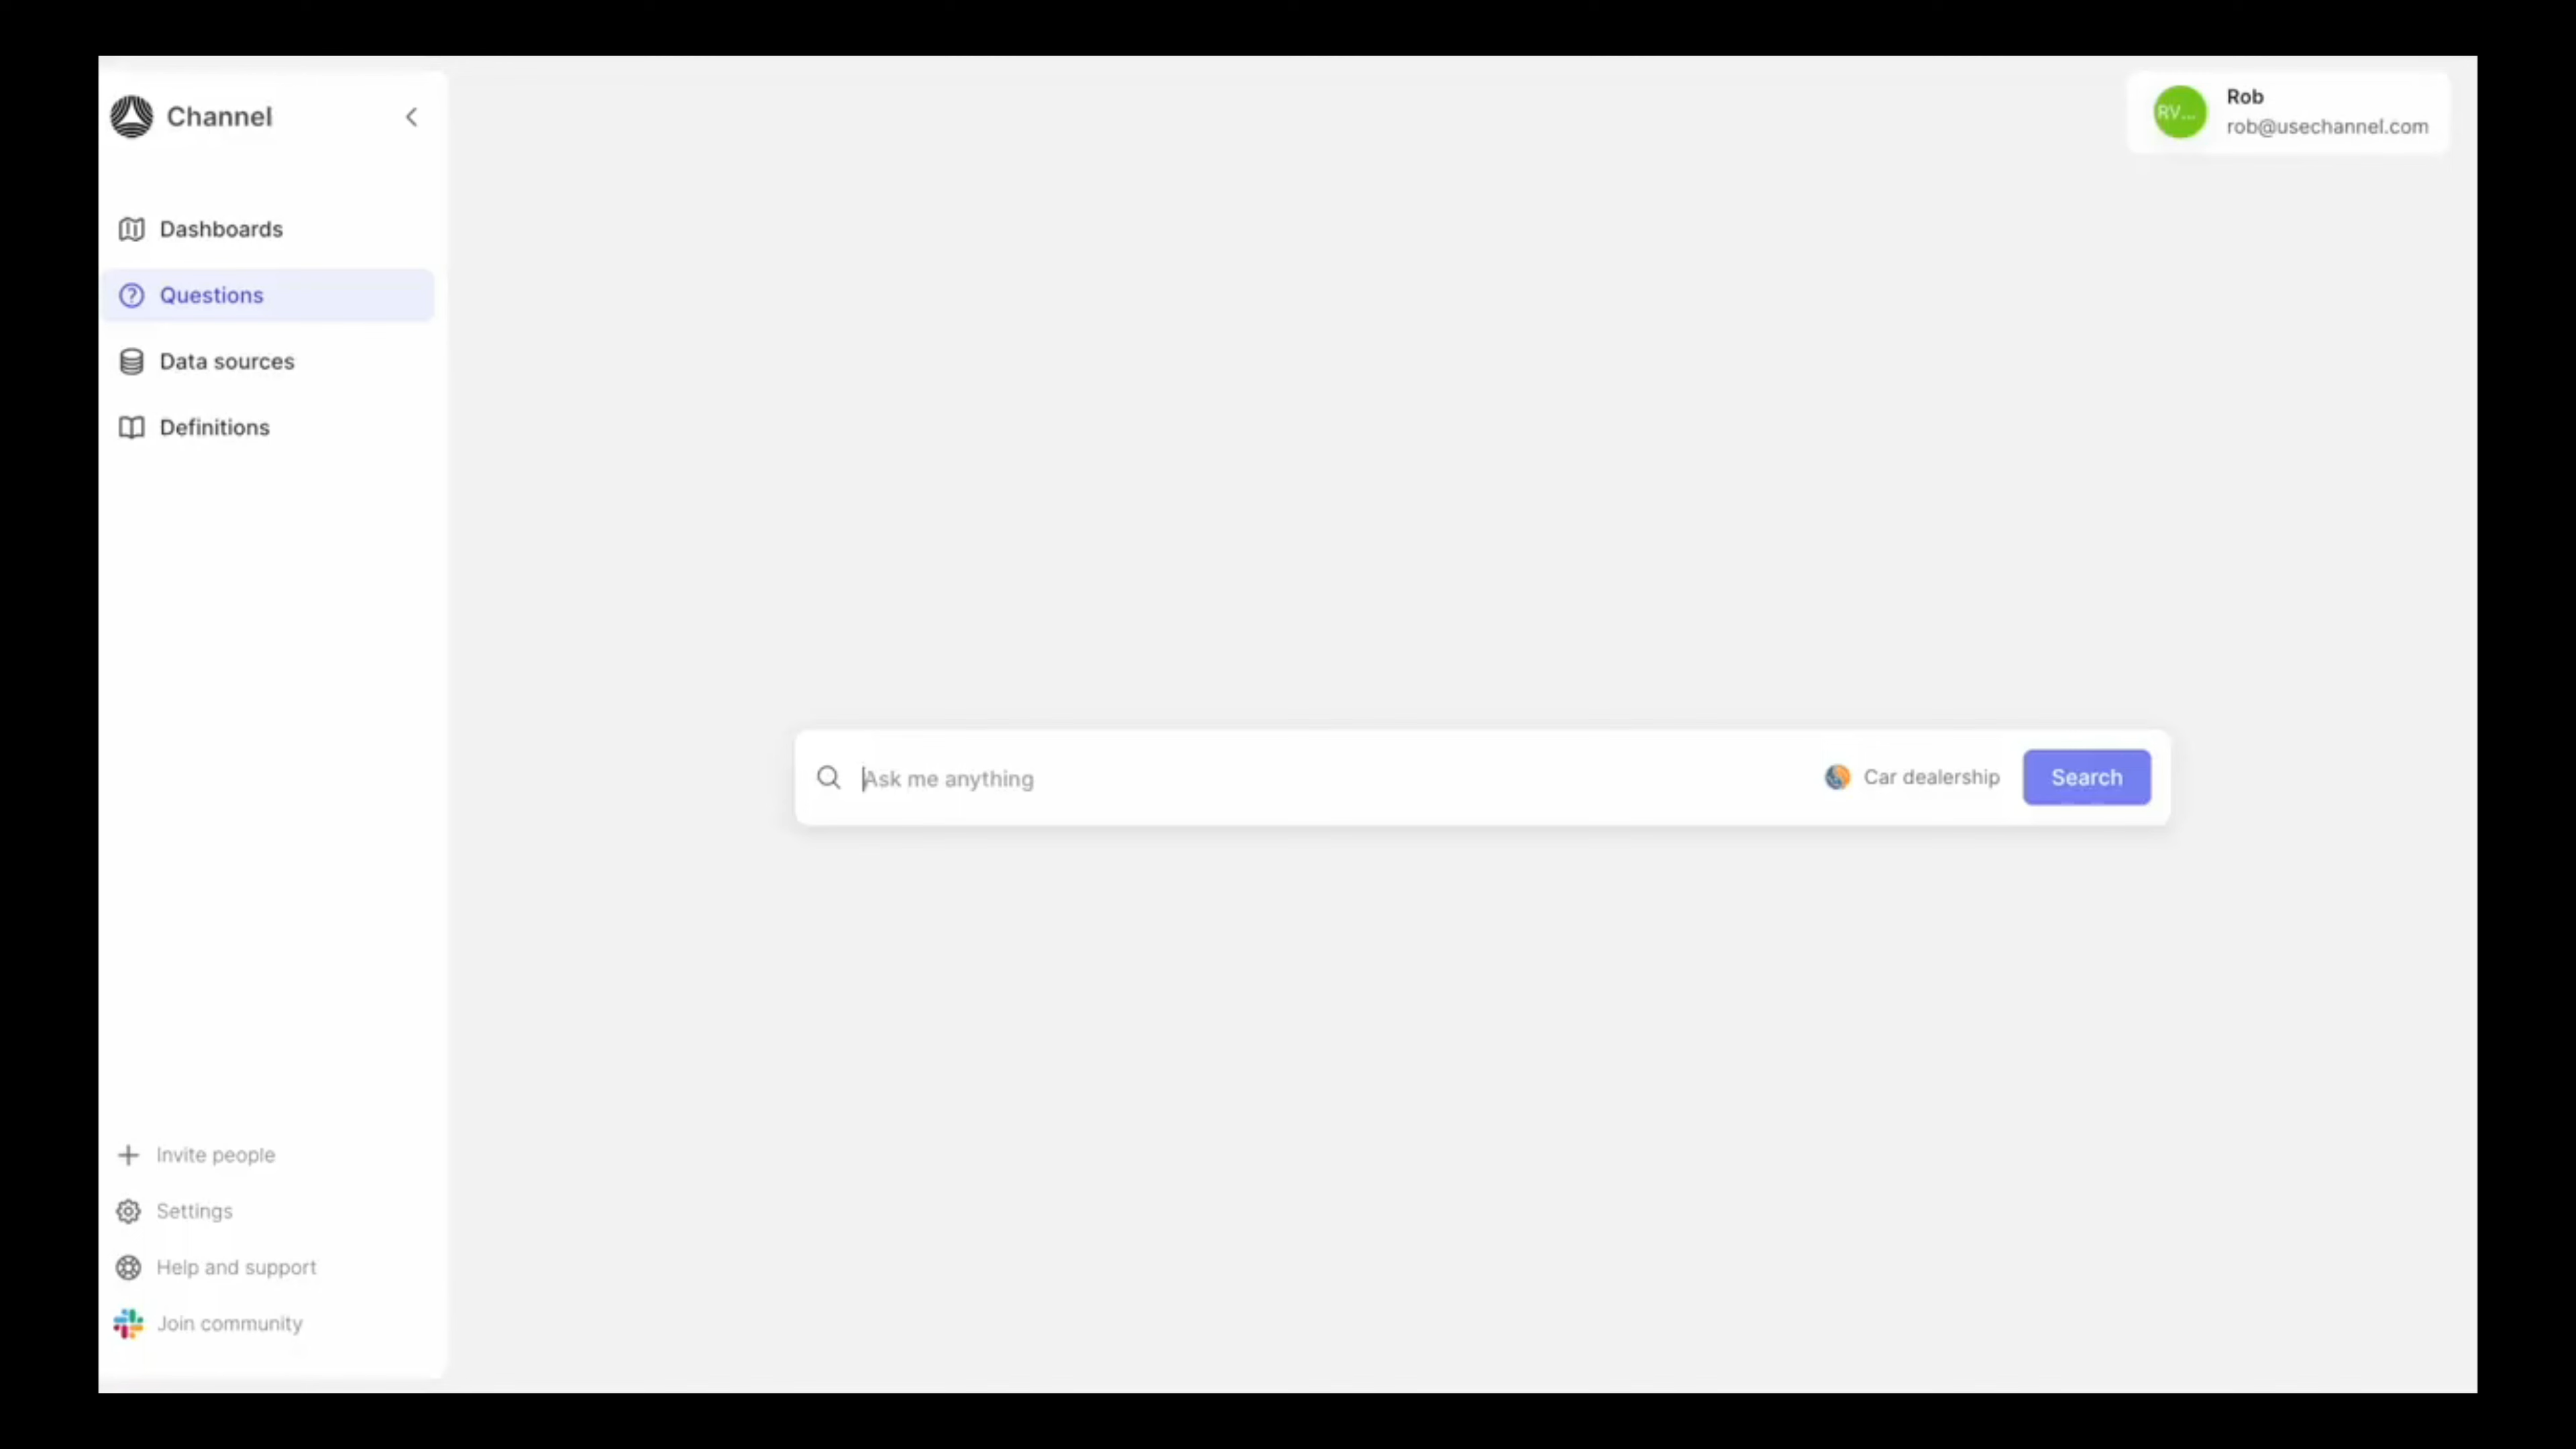 Channel
Rob
RV...
rob@usechannel.com
Dashboards
Questions
Data sources
Definitions
Ask me anything
Car dealership
Search
Invite people
Settings
Help and support
Join community